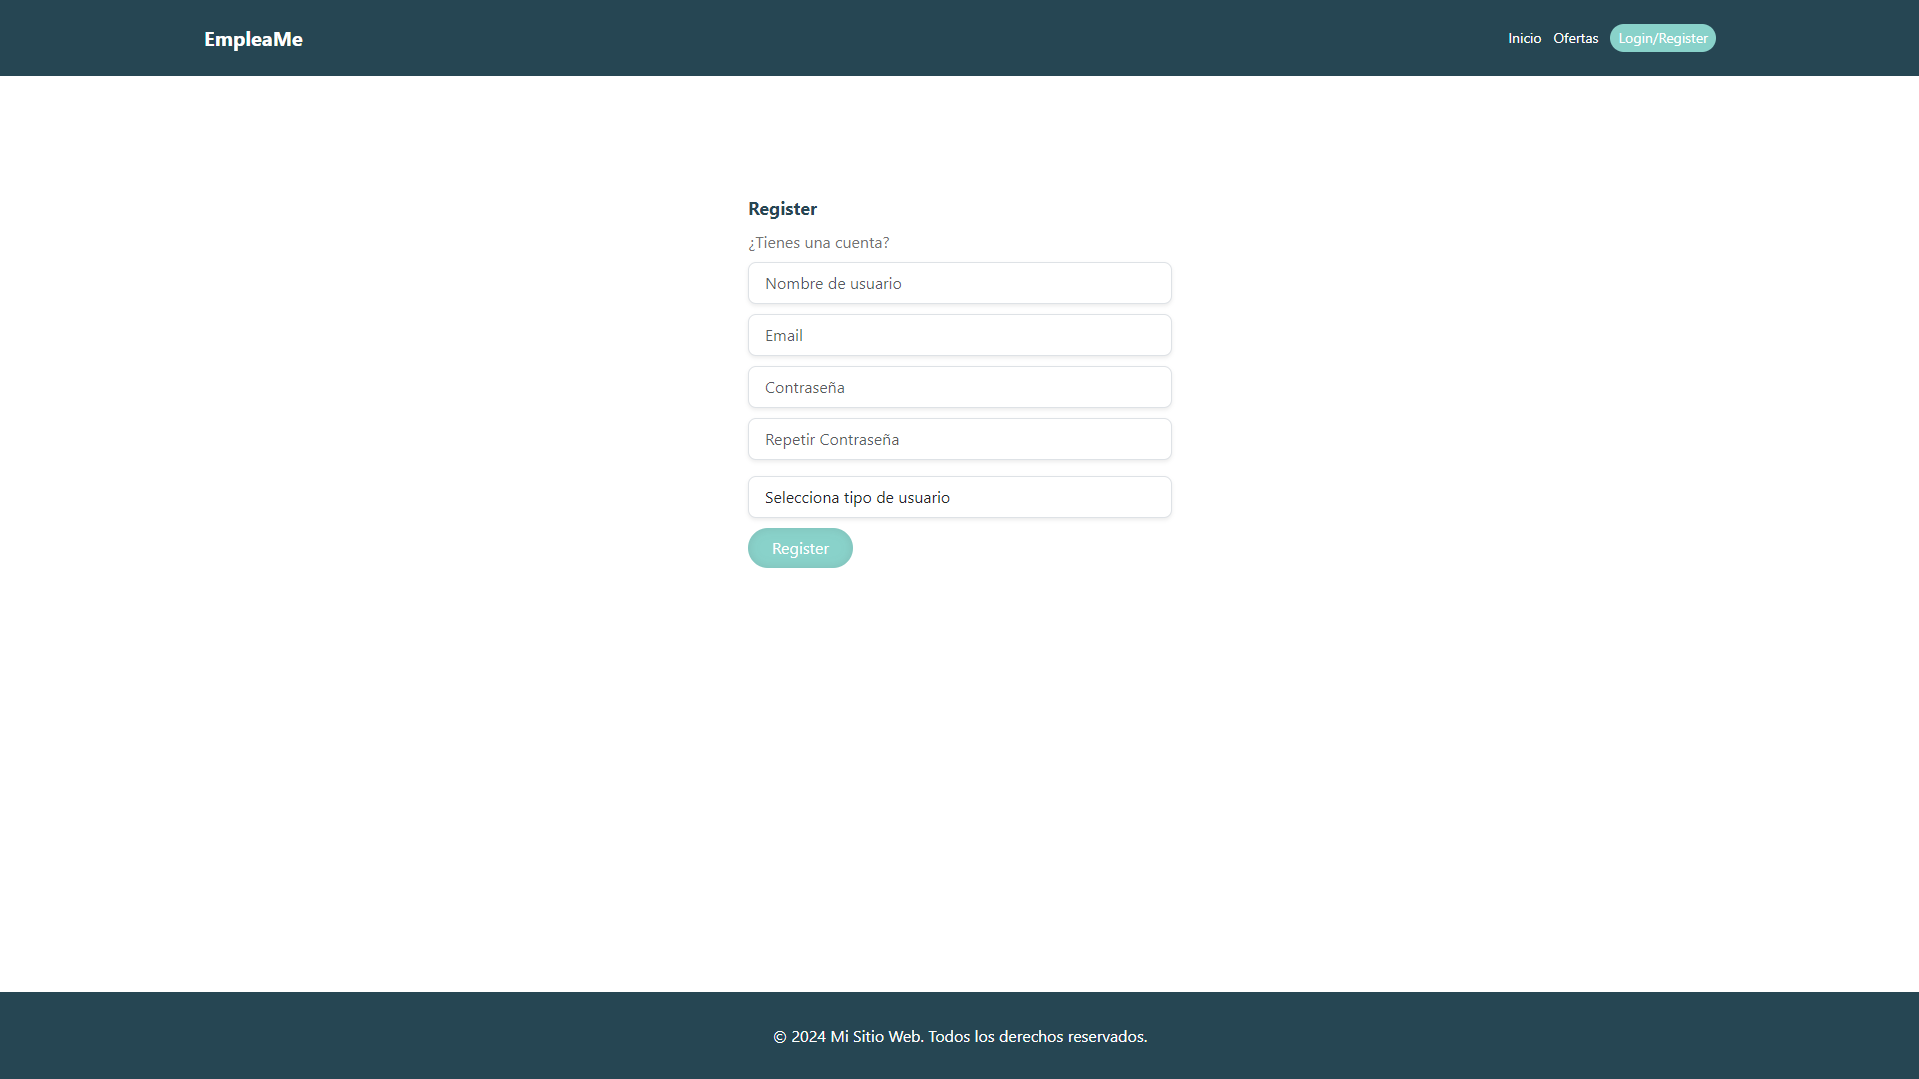 EmpleaMe
Inicio Ofertas Login/Register
Register
¿Tienes una cuenta?
Nombre de usuario
Email
Contraseña
Repetir Contraseña
Selecciona tipo de usuario
Register
© 2024 Mi Sitio Web. Todos los derechos reservados.